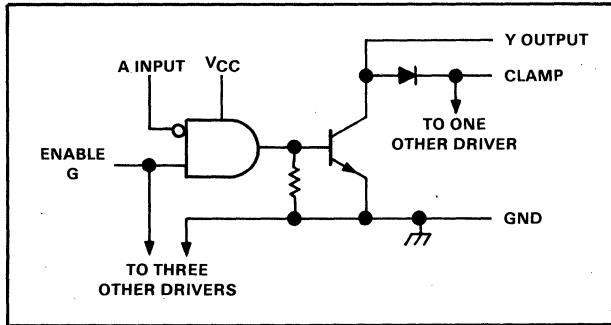 Y OUTPUT
A INPUT
VCC
CLAMP
TO ONE
OTHER DRIVER
ENABLE
G
GND
TO THREE
OTHER DRIVERS